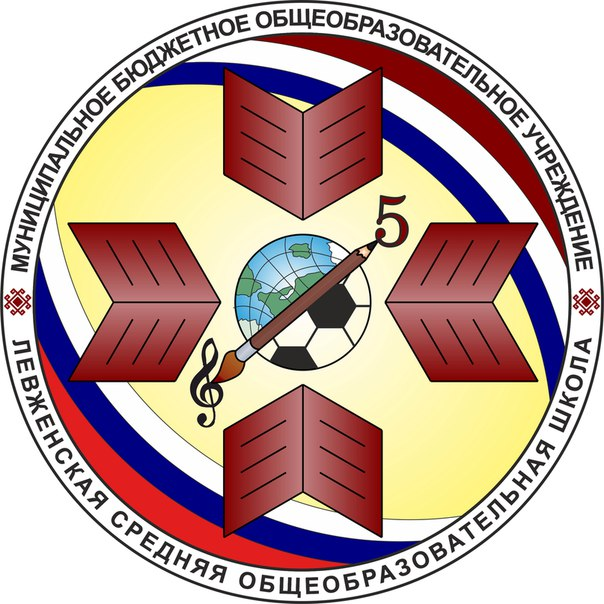 МУНИЦИПАЛЬНОЕ БЮДЖЕТНОЕ ОБЩЕОБРАЗОВАТЕЛЬНОЕ УЧРЕЖДЕНИЕ
5
ЛЕВЖЕНСКАЯ СРЕДНЯЯ ОБЩЕОБРАЗОВАТЕЛЬНАЯ ШКОЛА